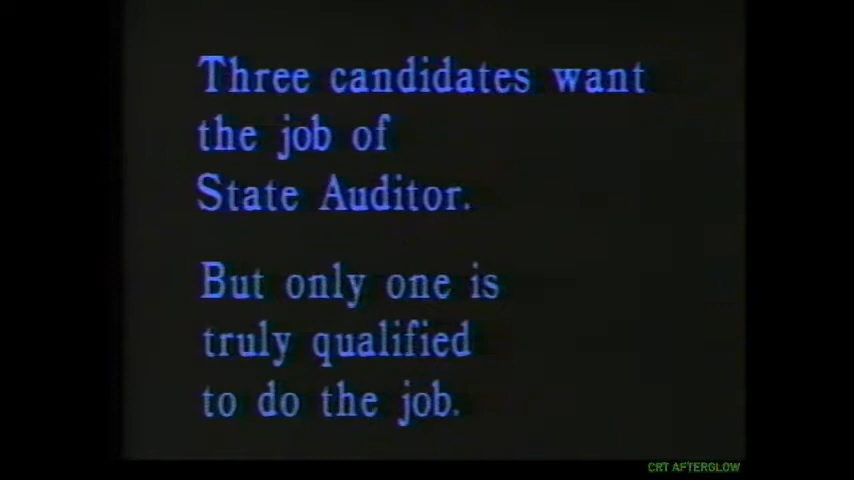 Three candidates want
the job of
State Auditor.
But only one is
truly qualified
to do the job.
CRT AFTERGLOW